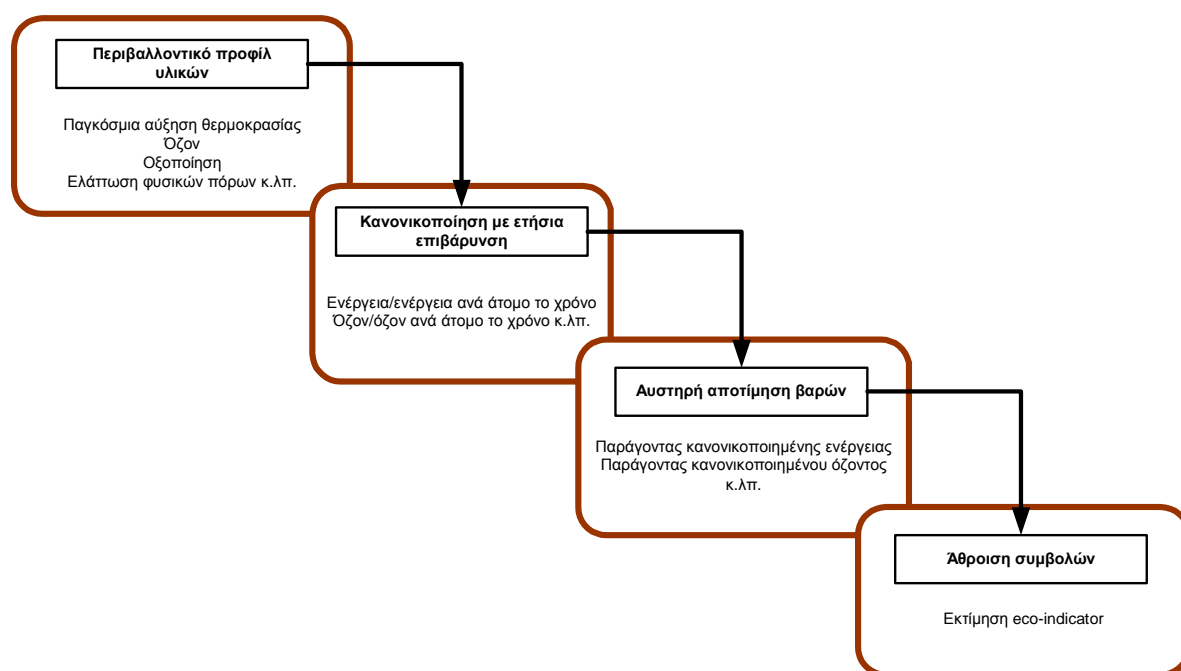 Περιβαλλοντικό προφίλ
υλικών
Παγκόσμια αύξηση θερμοκρασίας
Όζον
Οξοποίηση
Ελάττωση φυσικών πόρων κ.λπ.
Κανονικοποίηση με ετήσια
επιβάρυνση
Ενέργεια/ενέργεια ανά άτομο το χρόνο
Όζον/όζον ανά άτομο το χρόνο κ.λπ.
Αυστηρή αποτίμηση βαρών
Παράγοντας κανονικοποιημένης ενέργειας
Παράγοντας κανονικοποιημένου όζοντος
κ.λπ.
Άθροιση συμβολών
Εκτίμηση eco-indicator